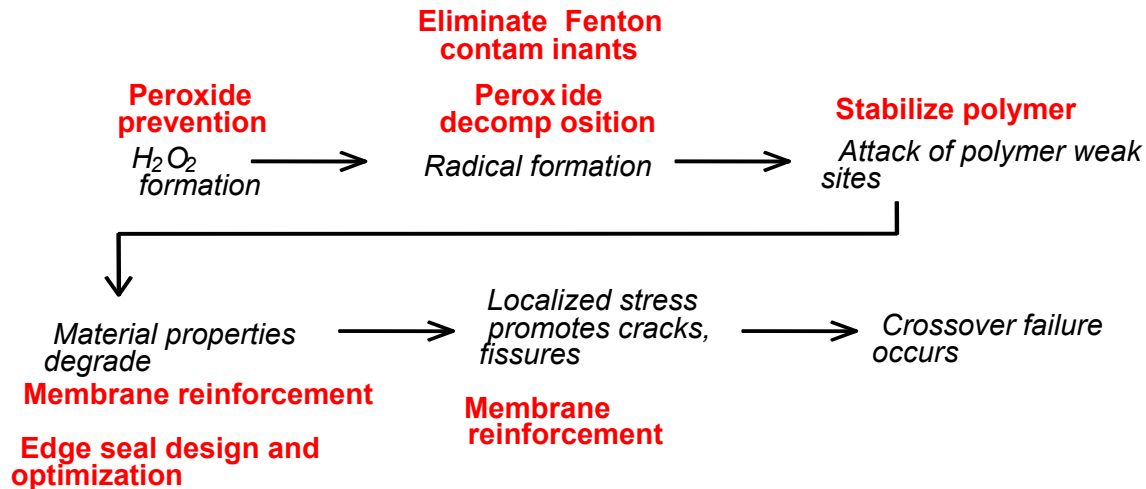 Eliminate Fenton
contam inants
Peroxide
prevention
Perox ide
decomp osition
Stabilize polymer
H2O2
formation
Radical formation
Attack of polymer weak
sites
Material properties
degrade
Localized stress
promotes cracks,
fissures
Crossover failure
occurs
Membrane reinforcement
Membrane
reinforcement
Edge seal design and
optimization